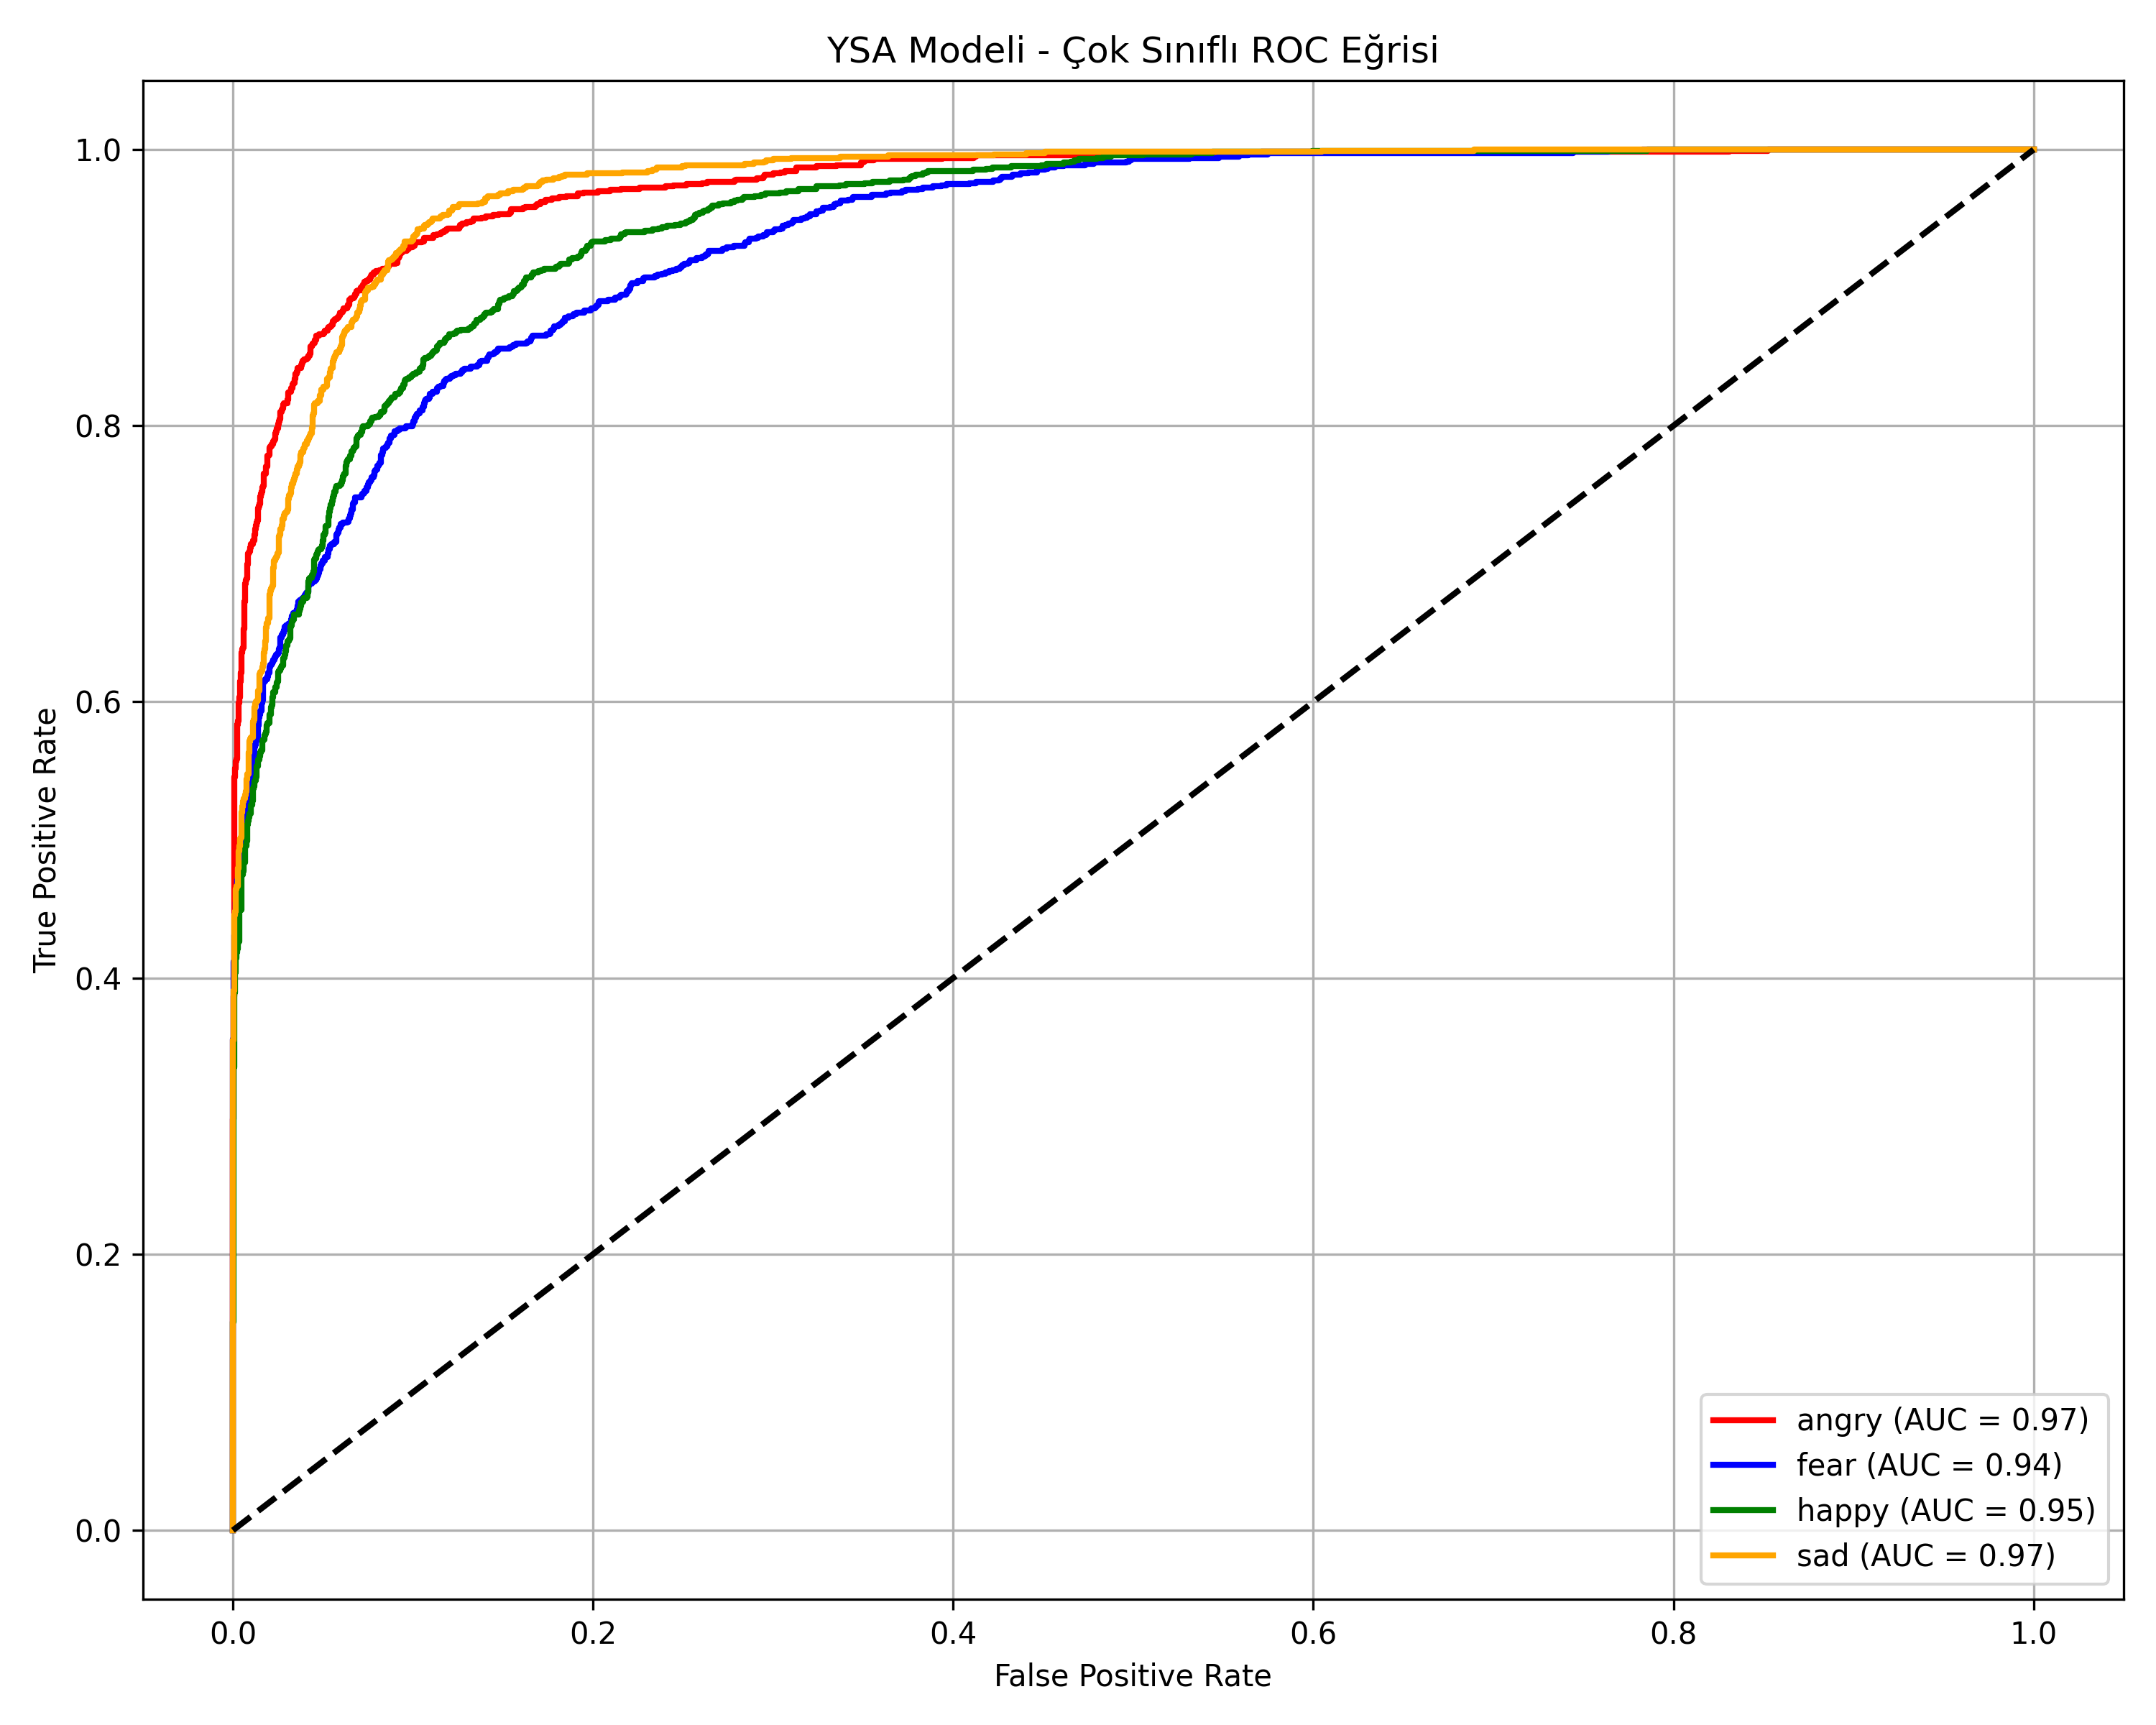 YSA Modeli - Çok Sınıflı ROC Eğrisi
True Positive Rate
1.0
0.8
0.6
0.4
0.2
0.0
0.0 0.2 0.4 0.6 0.8 1.0
False Positive Rate
angry (AUC = 0.97)
fear (AUC = 0.94)
happy (AUC = 0.95)
sad (AUC = 0.97)